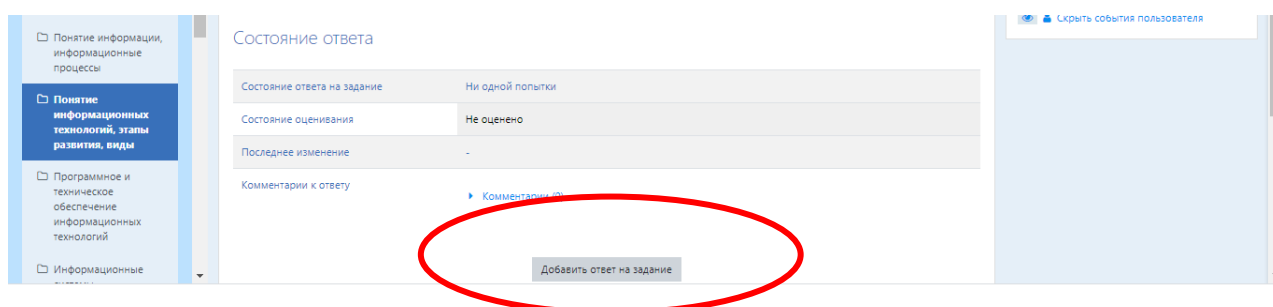 Понятие информации,
информационные
процессы
Понятие
информационных
технологий, этапы
развития, виды
Программное и
техническое
обеспечение
информационных
технологий
Информационные
Состояние ответа
Состояние ответа на задание Ни одной попытки
Состояние оценивания Не оценено
Последнее изменение -
Комментарии к ответу
Комментарии (0)
Добавить ответ на задание
Скрыть события пользователя